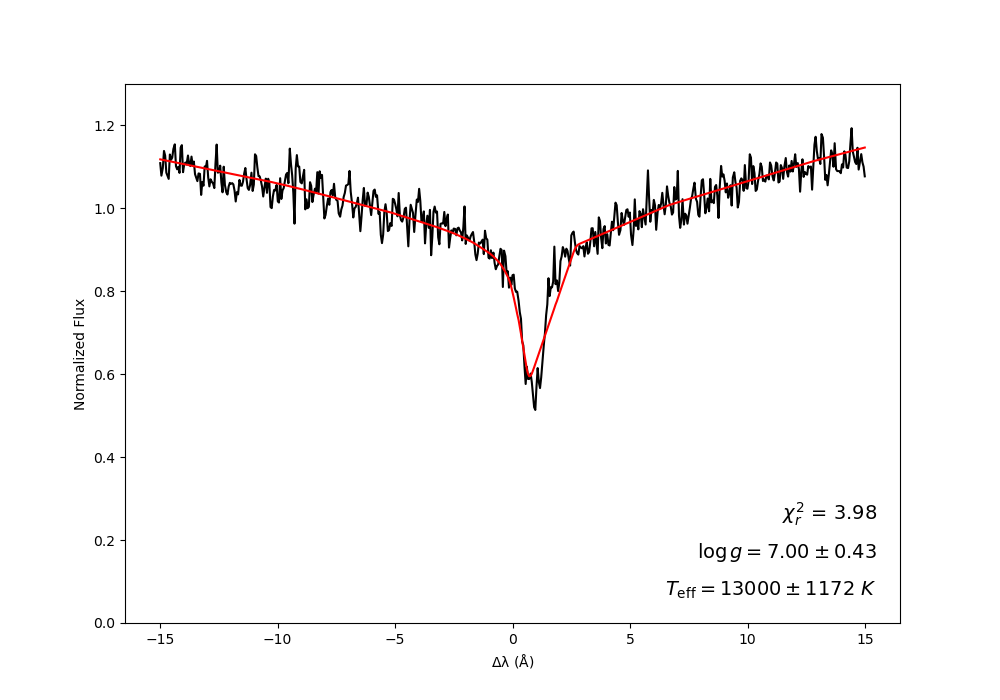 1.2
1.0
0.8
0.6
0.4
0.2
0.0
Normalized Flux
χ²ᵣ = 3.98
log g = 7.00 ± 0.43
T_eff = 13000 ± 1172 K
−15 −10 −5 0 5 10 15
Δλ (Å)